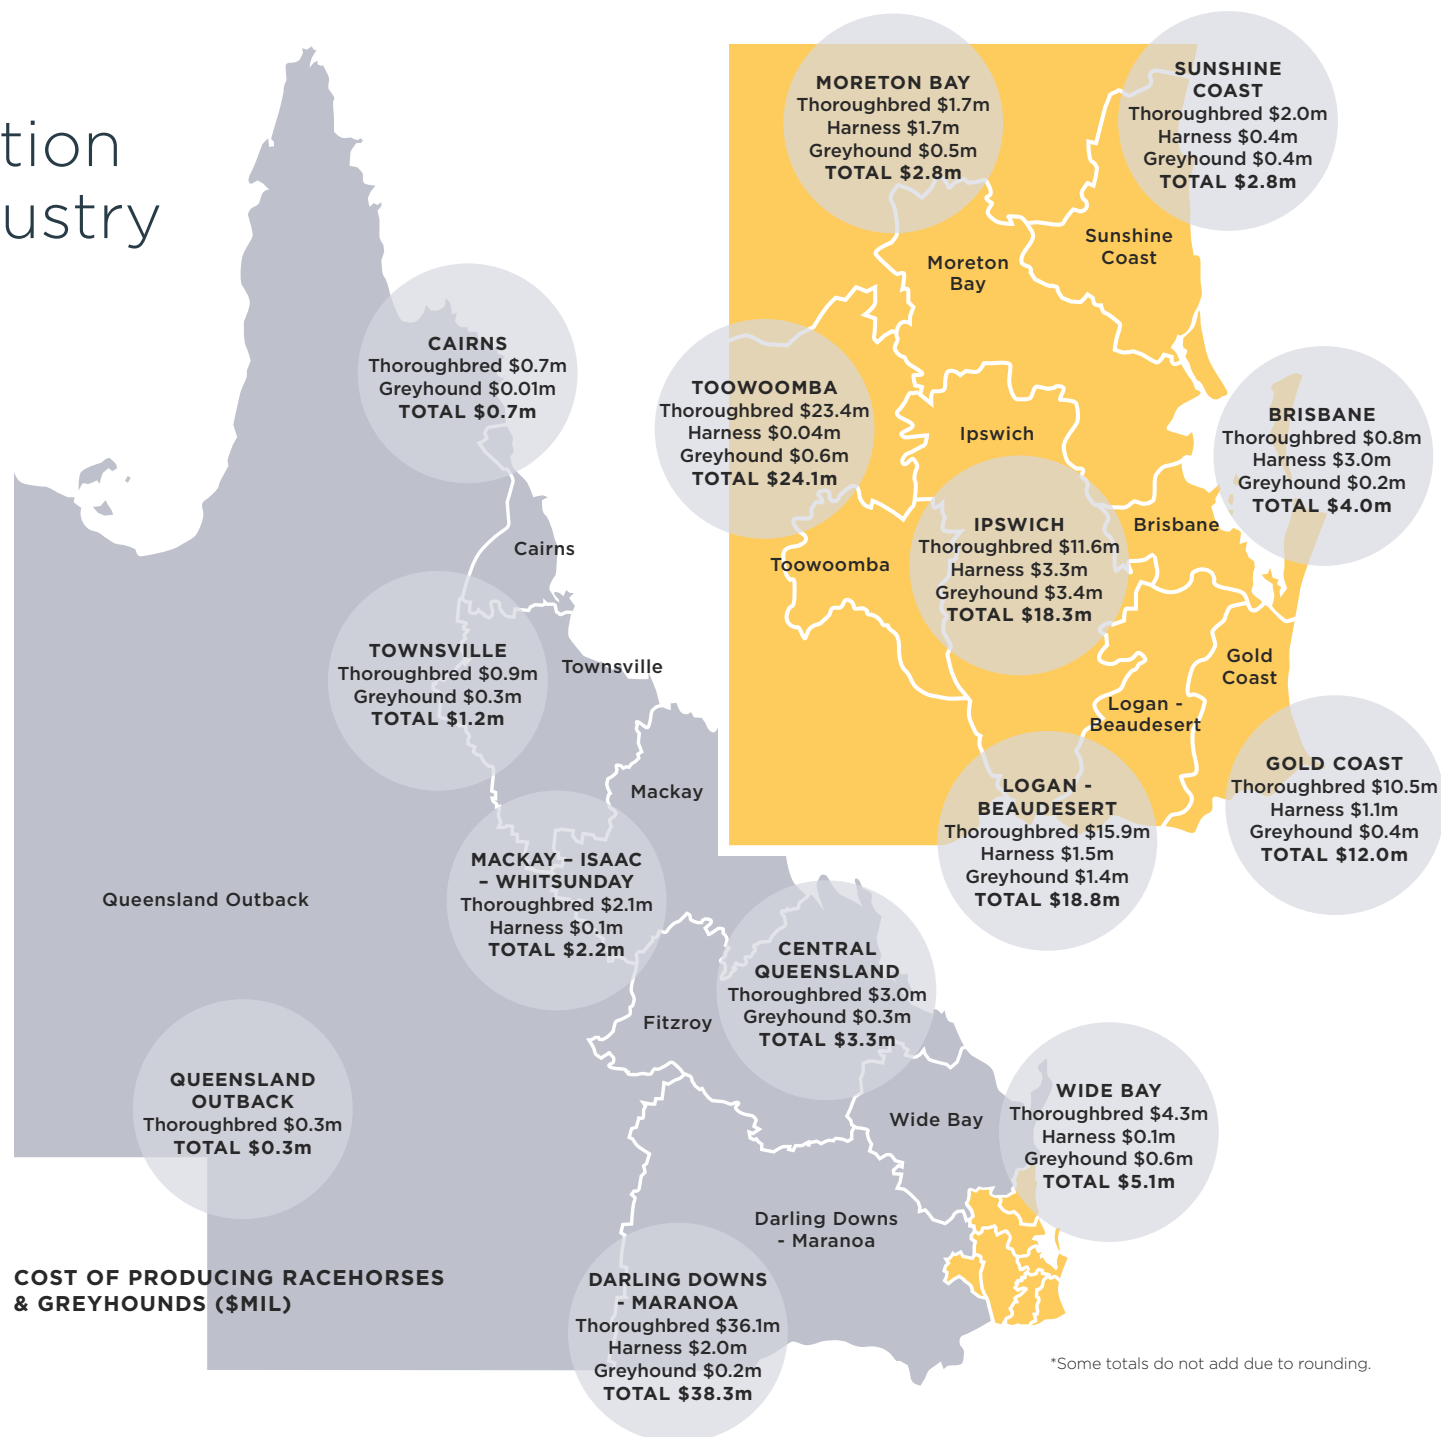 tion
ustry
MORETON BAY
Thoroughbred $1.7m
Harness $1.7m
Greyhound $0.5m
TOTAL $2.8m
SUNSHINE
COAST
Thoroughbred $2.0m
Harness $0.4m
Greyhound $0.4m
TOTAL $2.8m
Sunshine
Coast
Moreton
Bay
CAIRNS
Thoroughbred $0.7m
Greyhound $0.01m
TOTAL $0.7m
TOOWOOMBA
Thoroughbred $23.4m
Harness $0.04m
Greyhound $0.6m
TOTAL $24.1m
Ipswich
BRISBANE
Thoroughbred $0.8m
Harness $3.0m
Greyhound $0.2m
TOTAL $4.0m
IPSWICH
Thoroughbred $11.6m
Harness $3.3m
Greyhound $3.4m
TOTAL $18.3m
Brisbane
Cairns
Toowoomba
TOWNSVILLE
Thoroughbred $0.9m
Greyhound $0.3m
TOTAL $1.2m
Townsville
Gold
Coast
Logan -
Beaudesert
Mackay
GOLD COAST
Thoroughbred $10.5m
Harness $1.1m
Greyhound $0.4m
TOTAL $12.0m
LOGAN -
BEAUDESERT
Thoroughbred $15.9m
Harness $1.5m
Greyhound $1.4m
TOTAL $18.8m
MACKAY – ISAAC
– WHITSUNDAY
Thoroughbred $2.1m
Harness $0.1m
TOTAL $2.2m
Queensland Outback
CENTRAL
QUEENSLAND
Thoroughbred $3.0m
Greyhound $0.3m
TOTAL $3.3m
Fitzroy
QUEENSLAND
OUTBACK
Thoroughbred $0.3m
TOTAL $0.3m
Wide Bay
WIDE BAY
Thoroughbred $4.3m
Harness $0.1m
Greyhound $0.6m
TOTAL $5.1m
Darling Downs
- Maranoa
COST OF PRODUCING RACEHORSES
& GREYHOUNDS ($MIL)
DARLING DOWNS
- MARANOA
Thoroughbred $36.1m
Harness $2.0m
Greyhound $0.2m
TOTAL $38.3m
*Some totals do not add due to rounding.